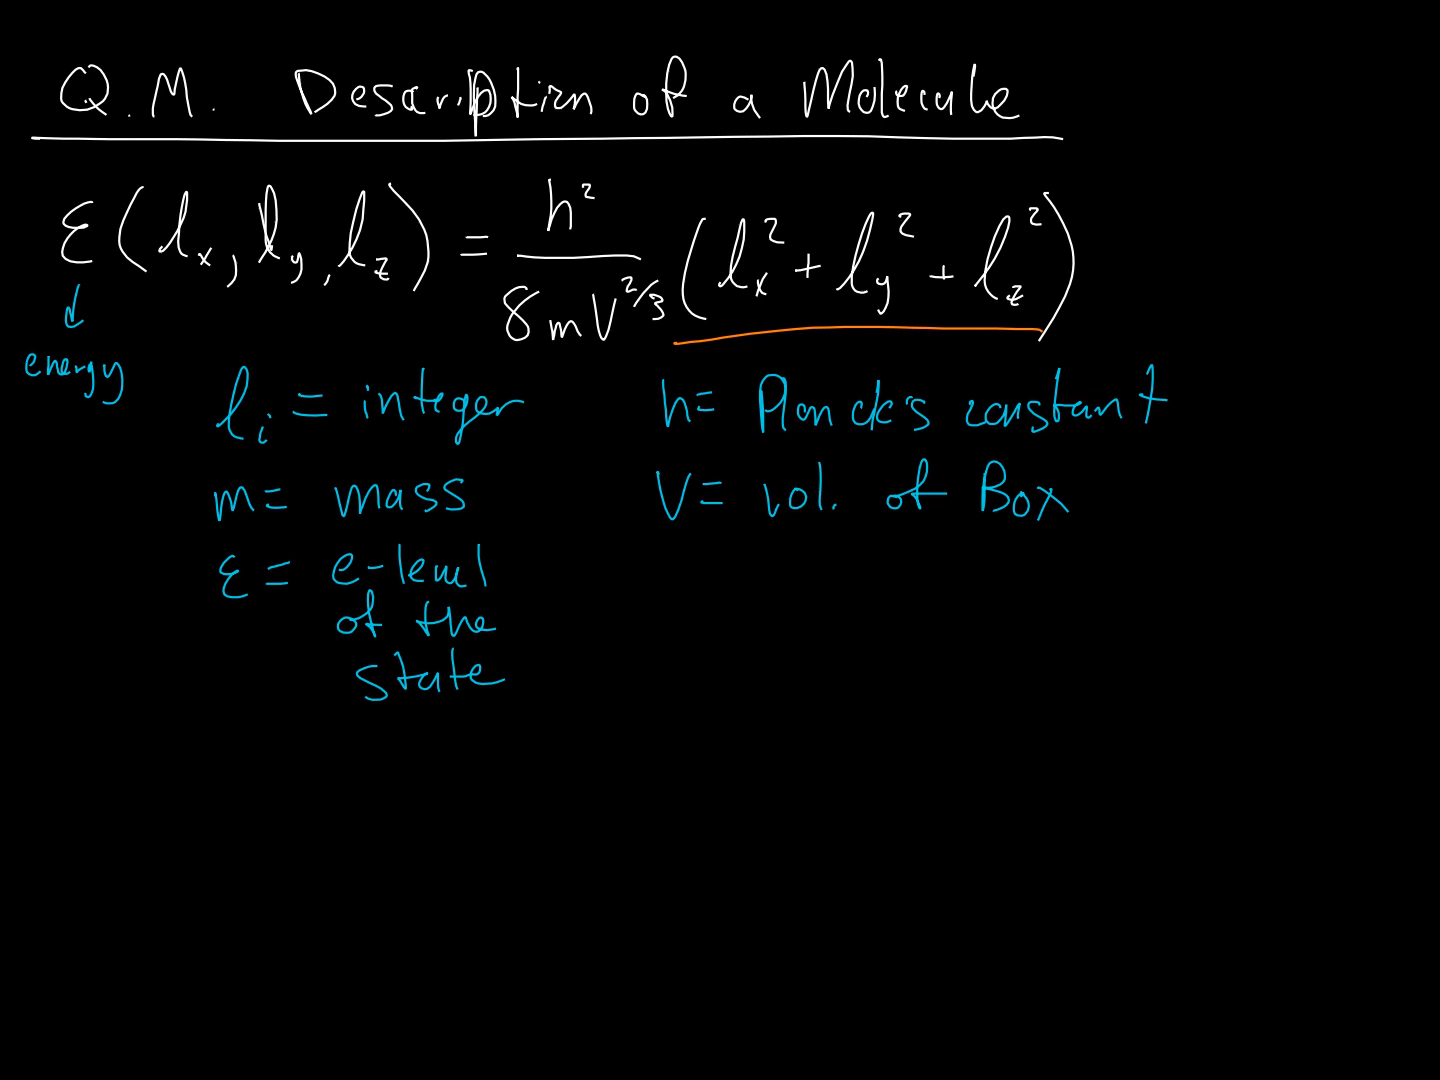 Q.M. Description of a Molecule
ε(lx, ly, lz) = h²/8mV^2/3 (lx² + ly² + lz²)
energy
li = integer
h = Planck's constant
m = mass
V = vol. of Box
ε = e-level
of the
state